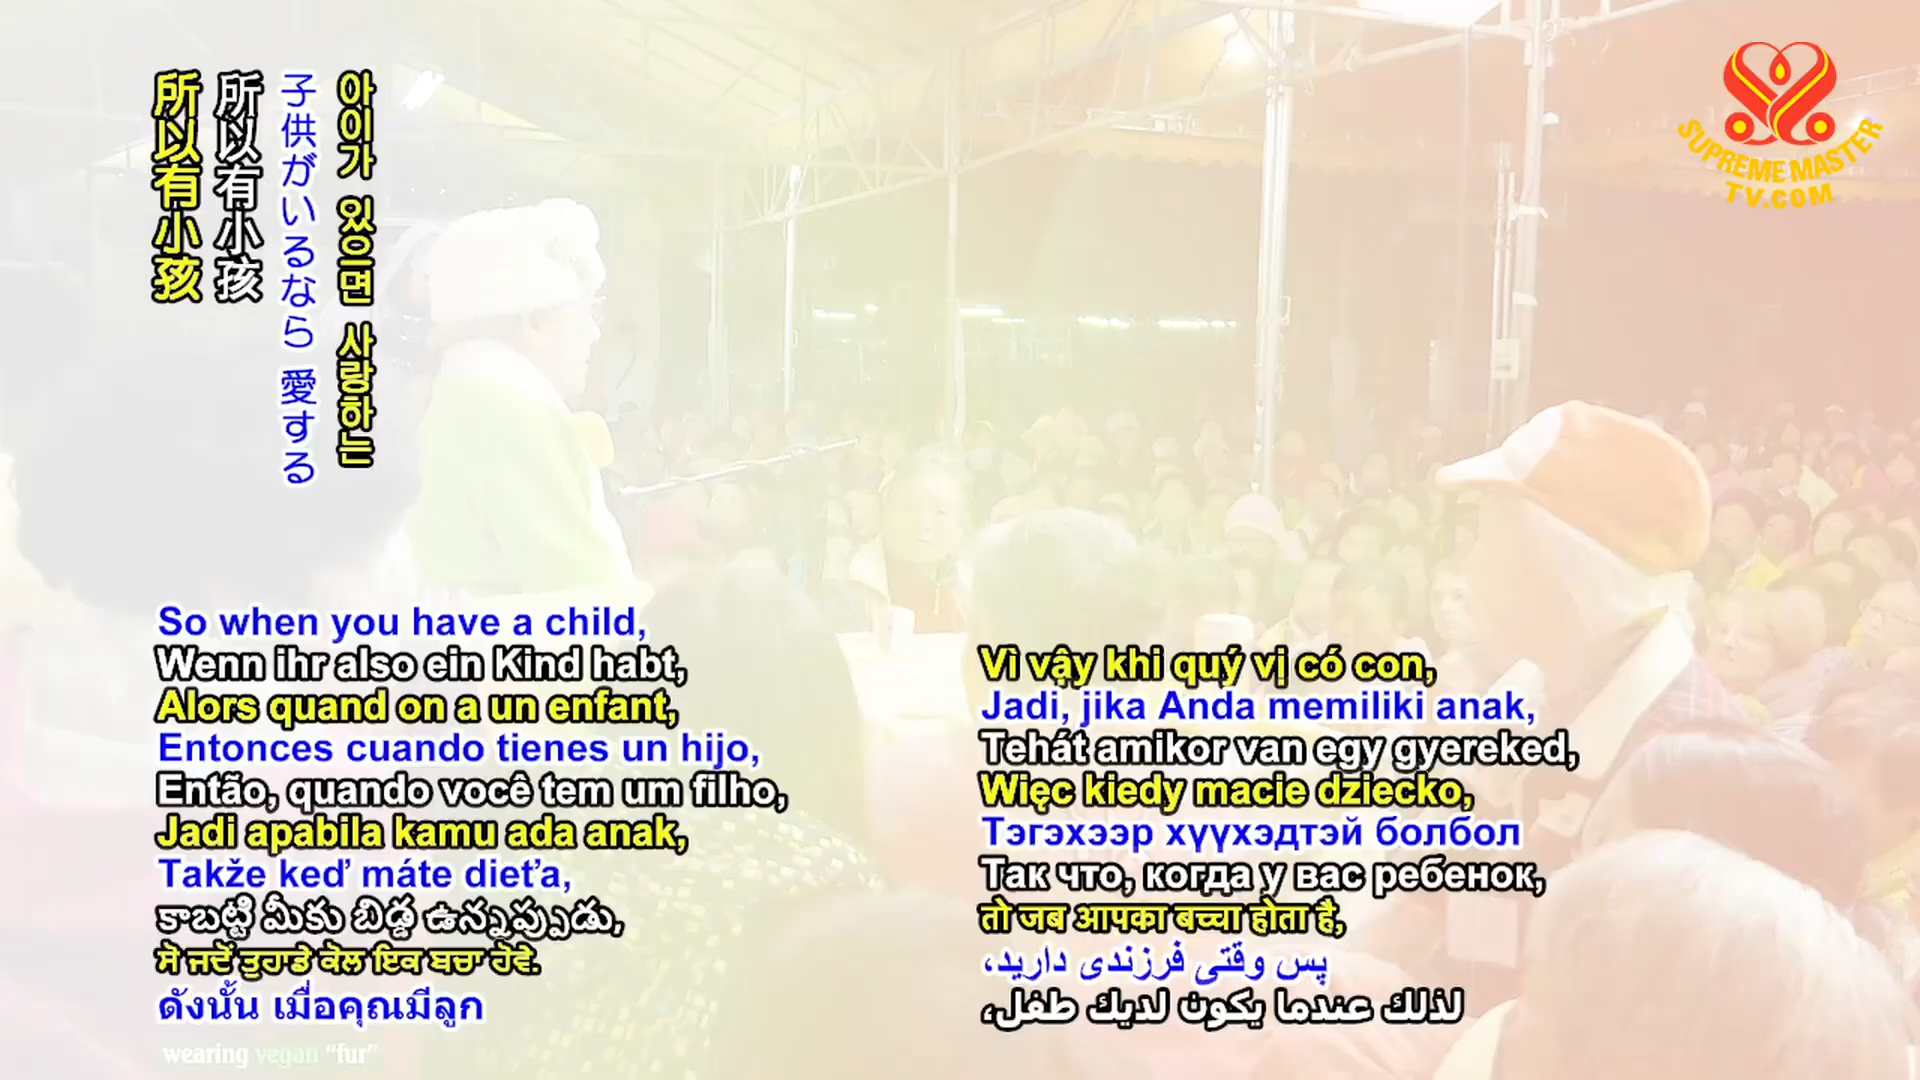 所以有小孩
所以有小孩
子供がいるなら 愛する
아이가 있으면 사랑하는
SUPREME MASTER
TV.COM
So when you have a child,
Wenn ihr also ein Kind habt,
Alors quand on a un enfant,
Entonces cuando tienes un hijo,
Então, quando você tem um filho,
Jadi apabila kamu ada anak,
Takže keď máte dieťa,
కాబట్టి మీకు బిడ్డ ఉన్నప్పుడు,
ਸੋ ਜਦੋਂ ਤੁਹਾਡੇ ਕੋਲ ਇਕ ਬਚਾ ਹੋਵੇ.
ดังนั้น เมื่อคุณมีลูก
Vì vậy khi quý vị có con,
Jadi, jika Anda memiliki anak,
Tehát amikor van egy gyereked,
Więc kiedy macie dziecko,
Тэгэхээр хүүхэдтэй болбол
Так что, когда у вас ребенок,
तो जब आपका बच्चा होता है,
پس وقتی فرزندی دارید،
لذلك عندما يكون لديك طفل،
wearing vegan “fur”